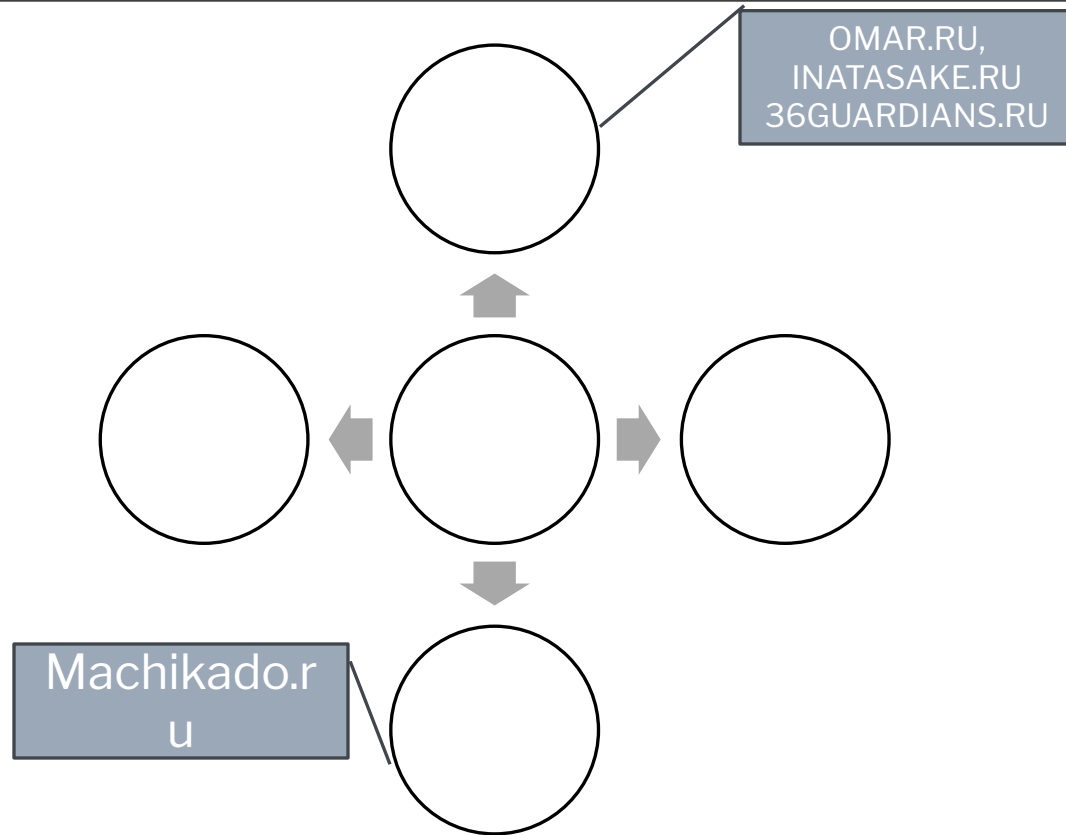 OMAR.RU,
INATASAKE.RU
36GUARDIANS.RU
Machikado.r
u